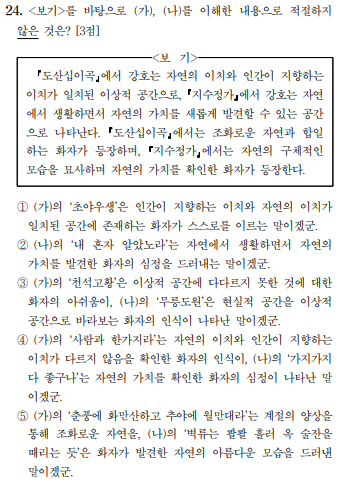 24. <보기>를 바탕으로 (가), (나)를 이해한 내용으로 적절하지
않은 것은? [3점]
<보 기>
『도산십이곡』에서 강호는 자연의 이치와 인간이 지향하는
이치가 일치된 이상적 공간으로, 『지수정가』에서 강호는 자연
에서 생활하면서 자연의 가치를 새롭게 발견할 수 있는 공간
으로 나타난다. 『도산십이곡』에서는 조화로운 자연과 합일
하는 화자가 등장하며, 『지수정가』에서는 자연의 구체적인
모습을 묘사하며 자연의 가치를 확인한 화자가 등장한다.
① (가)의 ‘초야우생’은 인간이 지향하는 이치와 자연의 이치가
일치된 공간에 존재하는 화자가 스스로를 이르는 말이겠군.
② (나)의 ‘내 혼자 알았노라’는 자연에서 생활하면서 자연의
가치를 발견한 화자의 심정을 드러내는 말이겠군.
③ (가)의 ‘천석고황’은 이상적 공간에 다다르지 못한 것에 대한
화자의 아쉬움이, (나)의 ‘무릉도원’은 현실적 공간을 이상적
공간으로 바라보는 화자의 인식이 나타난 말이겠군.
④ (가)의 ‘사람과 한가지라’는 자연의 이치와 인간이 지향하는
이치가 다르지 않음을 확인한 화자의 인식이, (나)의 ‘가지가지
다 좋구나’는 자연의 가치를 확인한 화자의 심정이 나타난 말
이겠군.
⑤ (가)의 ‘춘풍에 화만산하고 추야에 월만대라’는 계절의 양상을
통해 조화로운 자연을, (나)의 ‘벽류는 콸콸 흘러 옥 술잔을
때리는 듯’은 화자가 발견한 자연의 아름다운 모습을 드러낸
말이겠군.